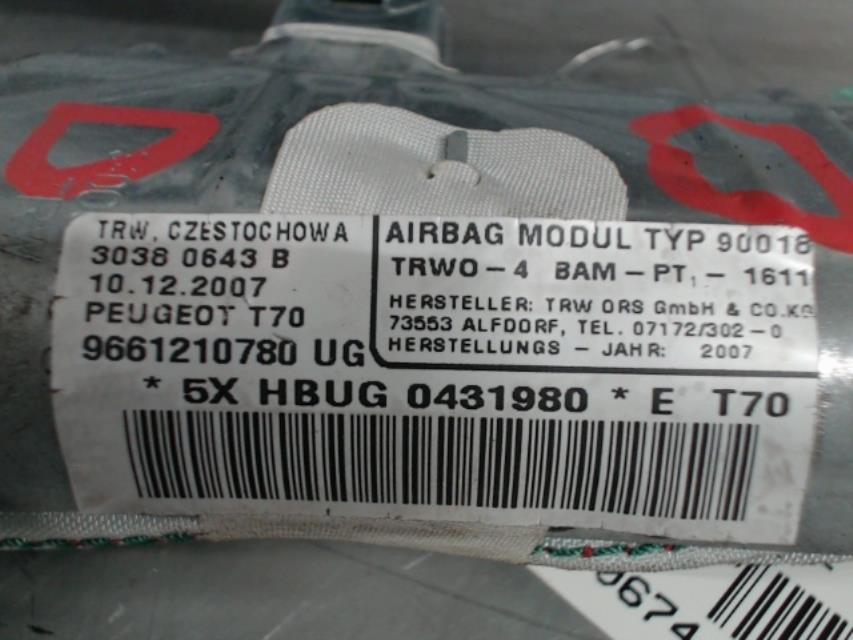 TRW, CZESTOCHOWA
3038 0643 B
10.12.2007
PEUGEOT T70
9661210780 UG
AIRBAG MODUL TYP 90018
TRWO-4 BAM-PT, - 1611
HERSTELLER: TRW ORS GmbH & CO.KG
73553 ALFDORF, TEL. 07172/302-0
HERSTELLUNGS - JAHR: 2007
* 5X HBUG 0431980 * E T70
0674